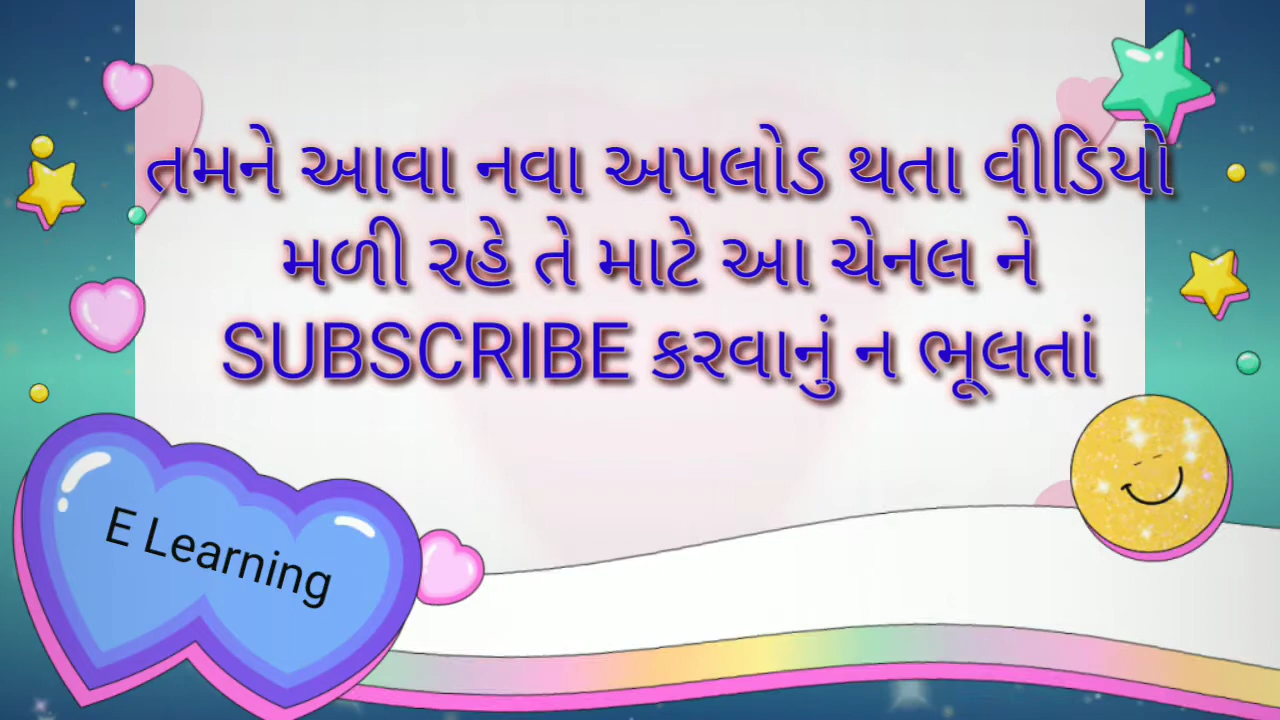 તમને આવા નવા અપલોડ થતા વીડિયો
મળી રહે તે માટે આ ચેનલ ને
SUBSCRIBE કરવાનું ન ભૂલતાં
E Learning